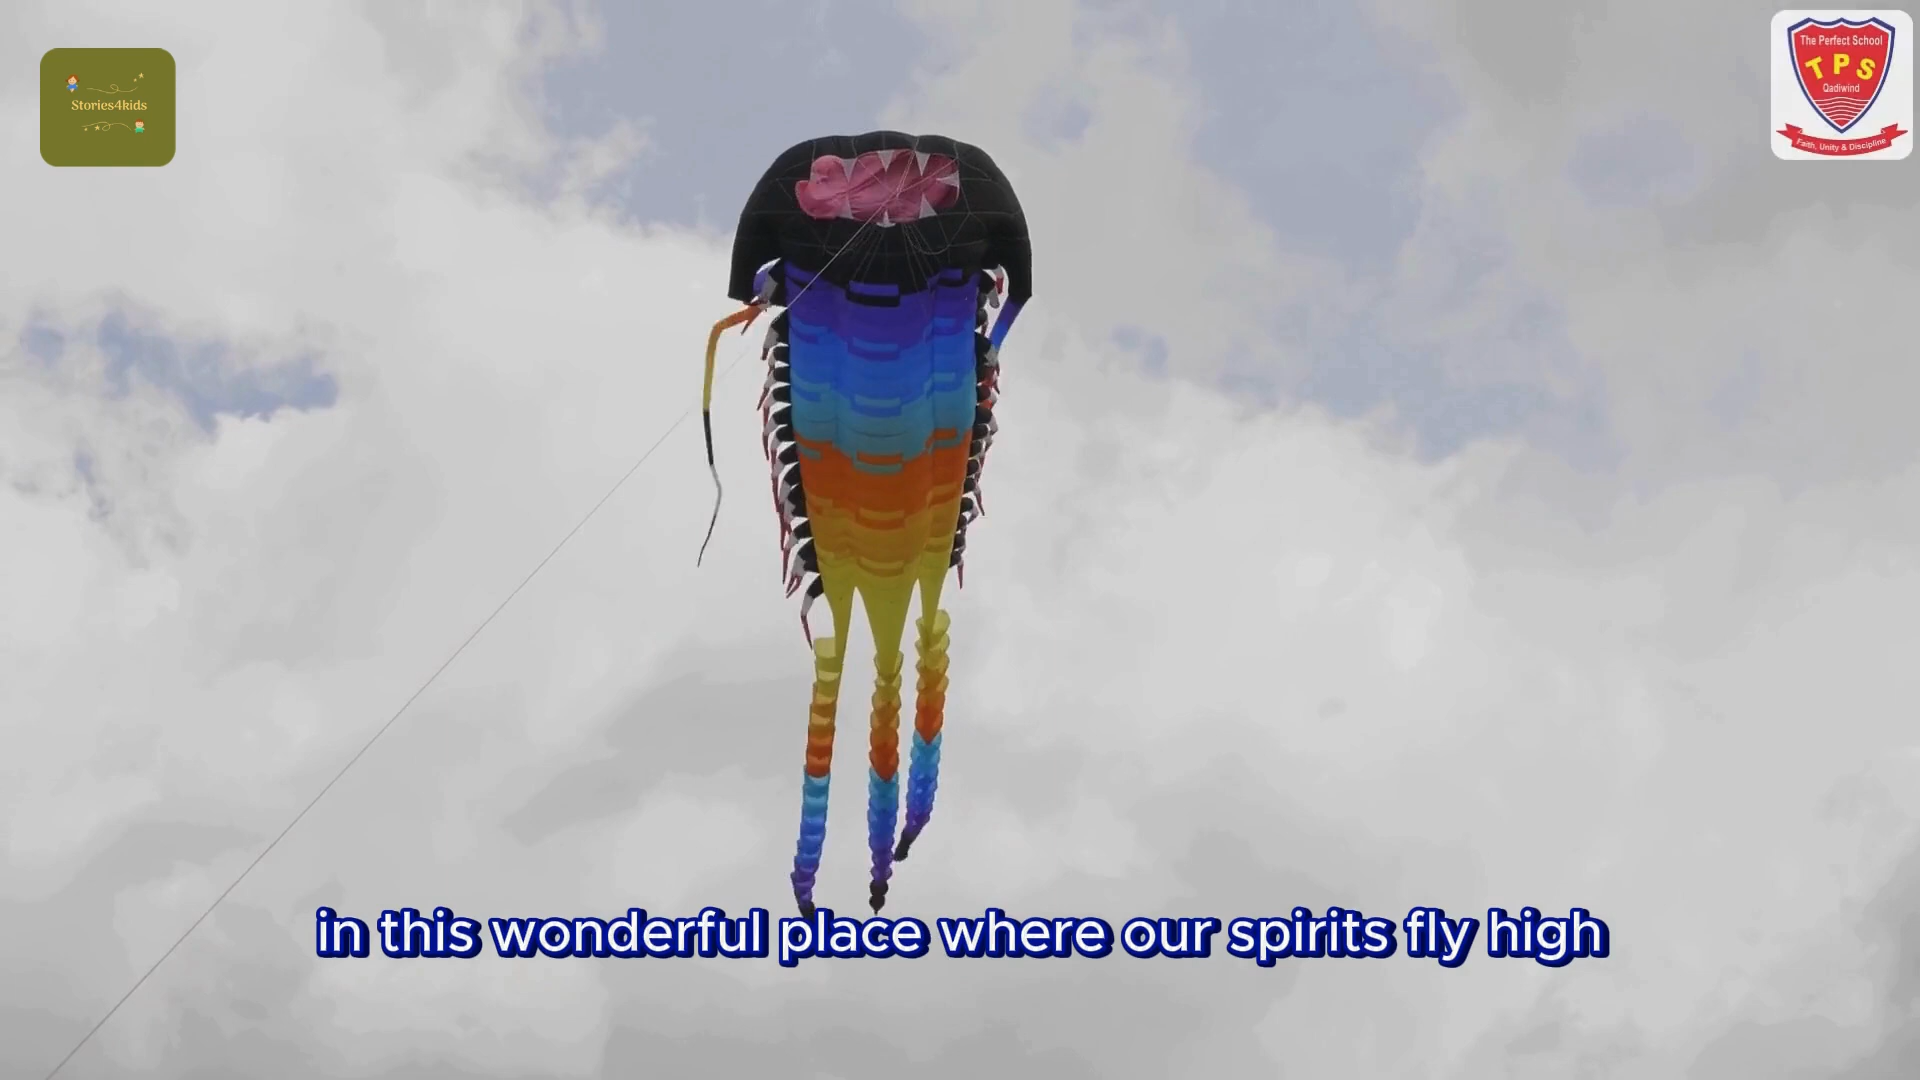 Stories4kids
The Perfect School
TPS
Qadiwind
Faith, Unity & Discipline
in this wonderful place where our spirits fly high